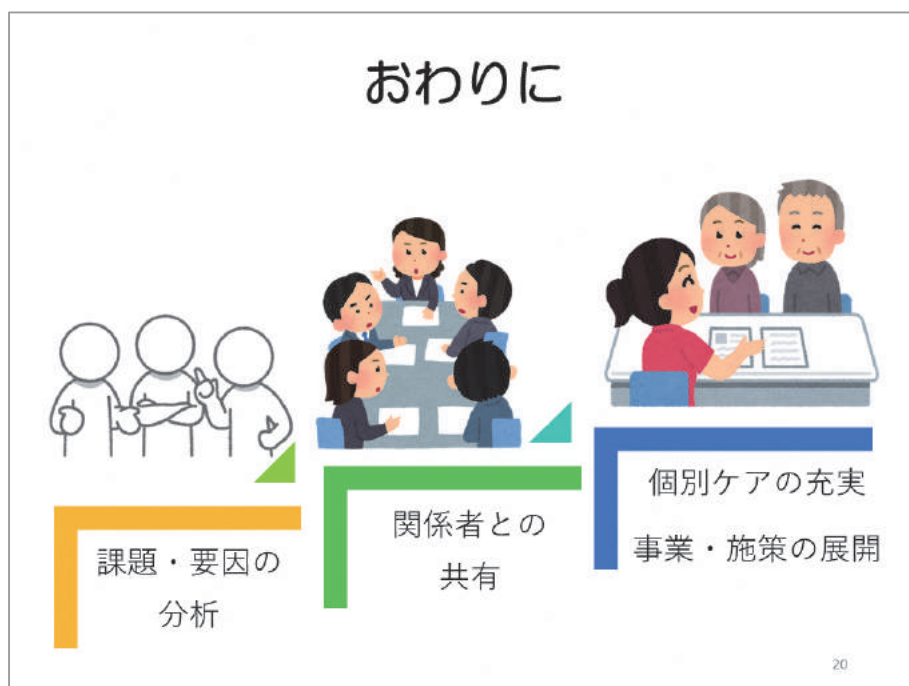 おわりに
課題・要因の
分析
関係者との
共有
個別ケアの充実
事業・施策の展開
20